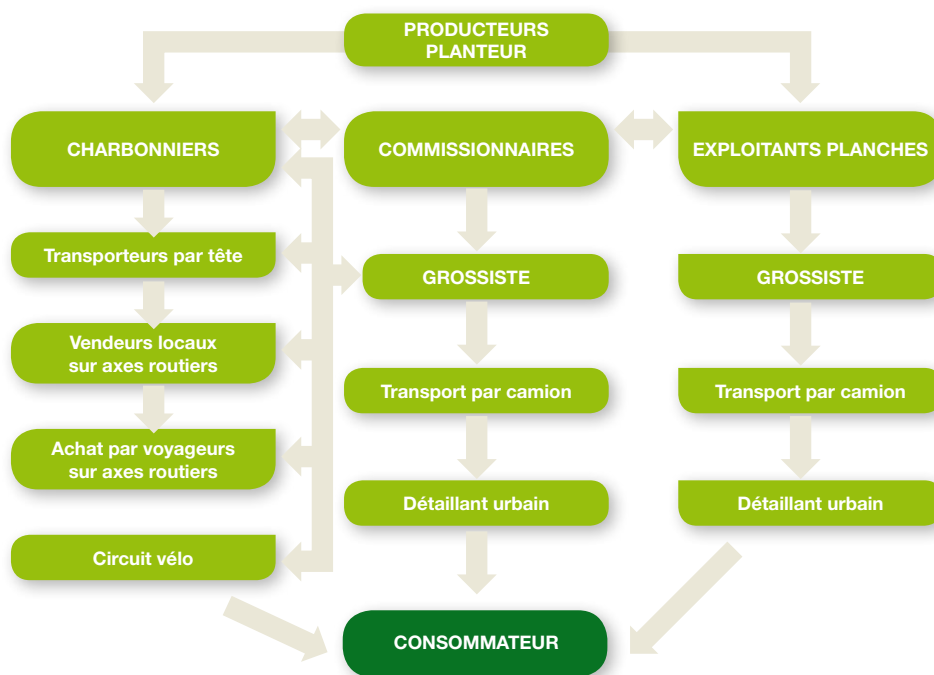 PRODUCTEURS
PLANTEUR
CHARBONNIERS
COMMISSIONNAIRES
EXPLOITANTS PLANCHES
Transporteurs par tête
GROSSISTE
GROSSISTE
Vendeurs locaux
sur axes routiers
Transport par camion
Transport par camion
Achat par voyageurs
sur axes routiers
Détaillant urbain
Détaillant urbain
Circuit vélo
CONSOMMATEUR